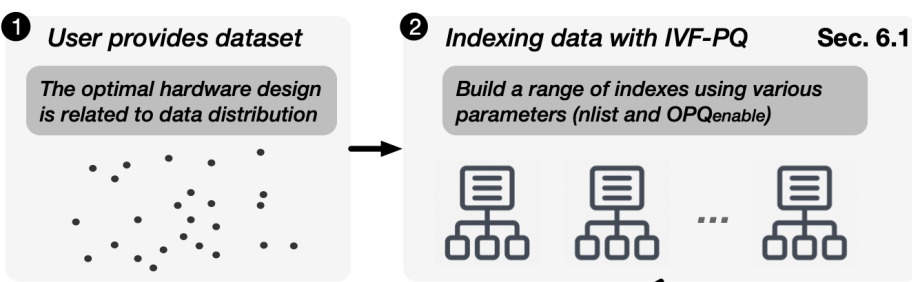 1 User provides dataset
The optimal hardware design
is related to data distribution
2 Indexing data with IVF-PQ Sec. 6.1
Build a range of indexes using various
parameters (nlist and OPQenable)
...